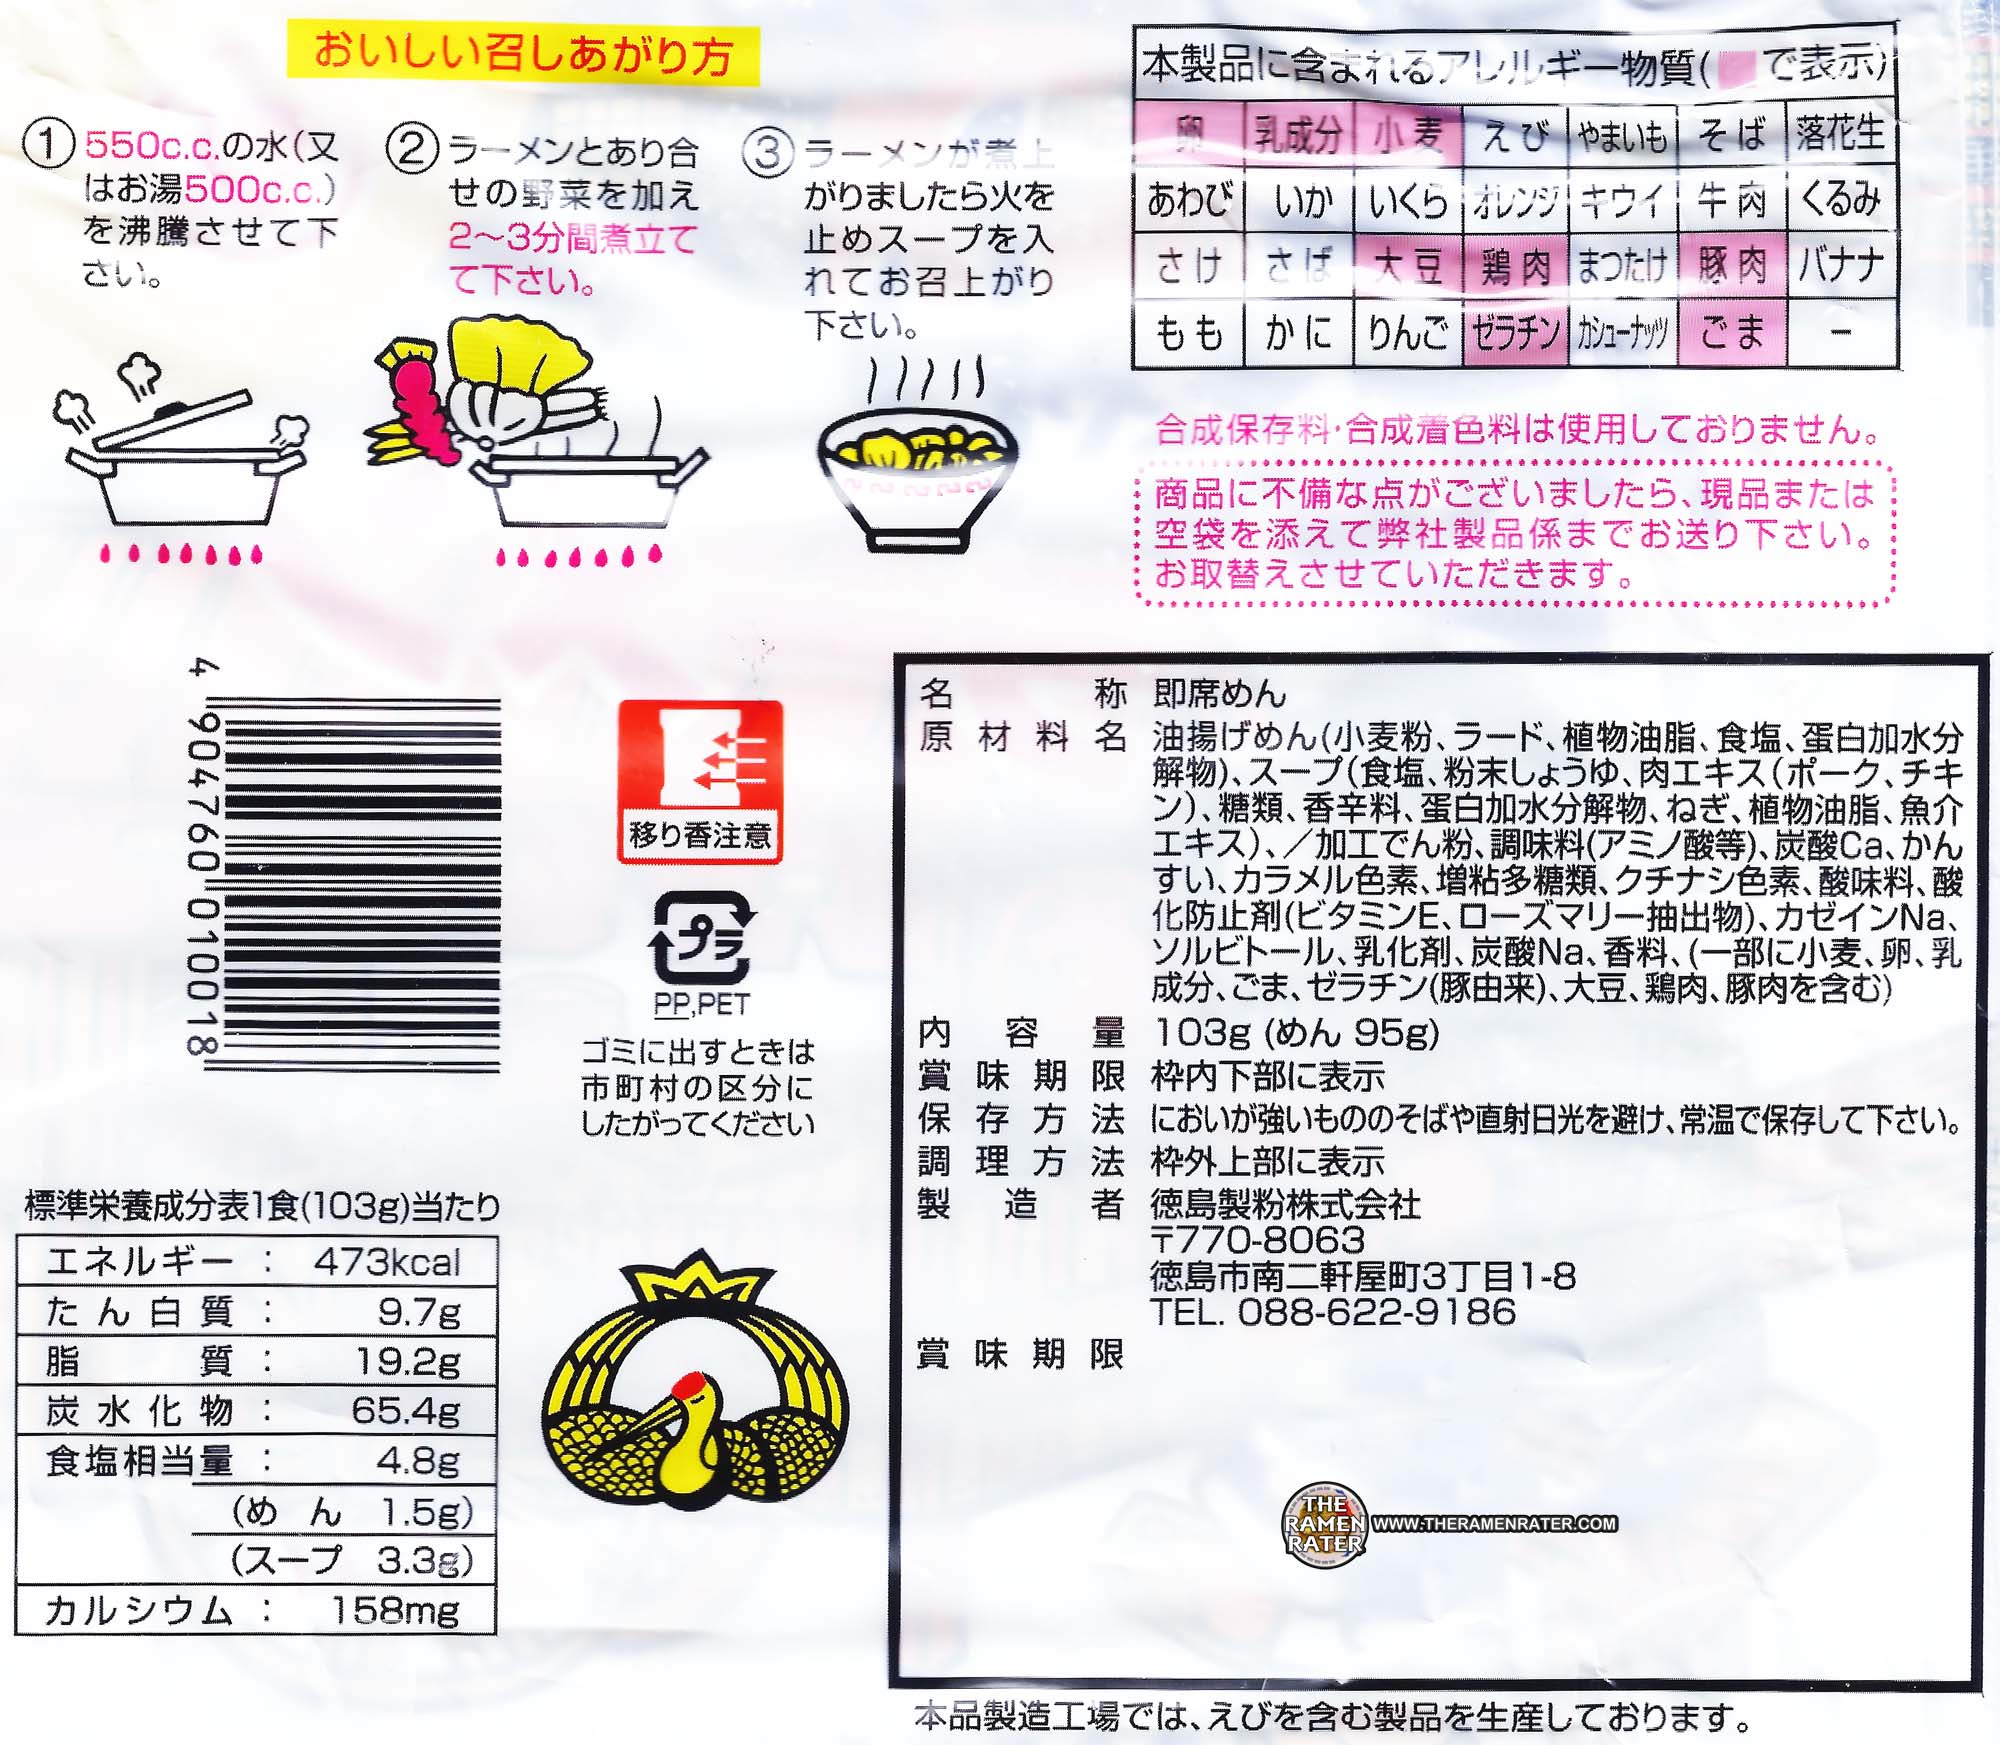 おいしい召しあがり方
① 550c.c.の水(又
はお湯500c.c.)
を沸騰させて下
さい。
② ラーメンとあり合
せの野菜を加え
2〜3分間煮立て
て下さい。
③ ラーメンが煮上
がりましたら火を
止めスープを入
れてお召上がり
下さい。
本製品に含まれるアレルギー物質( で表示)
卵 乳成分 小麦 えび やまいも そば 落花生
あわび いか いくら オレンジ キウイ 牛肉 くるみ
さけ さば 大豆 鶏肉 まつたけ 豚肉 バナナ
もも かに りんご ゼラチン カシューナッツ ごま −
合成保存料・合成着色料は使用しておりません。
商品に不備な点がございましたら、現品または
空袋を添えて弊社製品係までお送り下さい。
お取替えさせていただきます。
4 904760 010018
移り香注意
プラ
PP,PET
ゴミに出すときは
市町村の区分に
したがってください
標準栄養成分表1食(103g)当たり
エネルギー : 473kcal
たん白質 : 9.7g
脂質 : 19.2g
炭水化物 : 65.4g
食塩相当量 : 4.8g
(めん 1.5g)
(スープ 3.3g)
カルシウム : 158mg
名称 即席めん
原材料名 油揚げめん(小麦粉、ラード、植物油脂、食塩、蛋白加水分
解物)、スープ(食塩、粉末しょうゆ、肉エキス(ポーク、チキ
ン)、糖類、香辛料、蛋白加水分解物、ねぎ、植物油脂、魚介
エキス)、/加工でん粉、調味料(アミノ酸等)、炭酸Ca、かん
すい、カラメル色素、増粘多糖類、クチナシ色素、酸味料、酸
化防止剤(ビタミンE、ローズマリー抽出物)、カゼインNa、
ソルビトール、乳化剤、炭酸Na、香料、(一部に小麦、卵、乳
成分、ごま、ゼラチン(豚由来)、大豆、鶏肉、豚肉を含む)
内容量 103g (めん 95g)
賞味期限 枠内下部に表示
保存方法 においが強いもののそばや直射日光を避け、常温で保存して下さい。
調理方法 枠外上部に表示
製造者 徳島製粉株式会社
〒770-8063
徳島市南二軒屋町3丁目1-8
TEL. 088-622-9186
賞味期限
THE
RAMEN
RATER
WWW.THERAMENRATER.COM
本品製造工場では、えびを含む製品を生産しております。